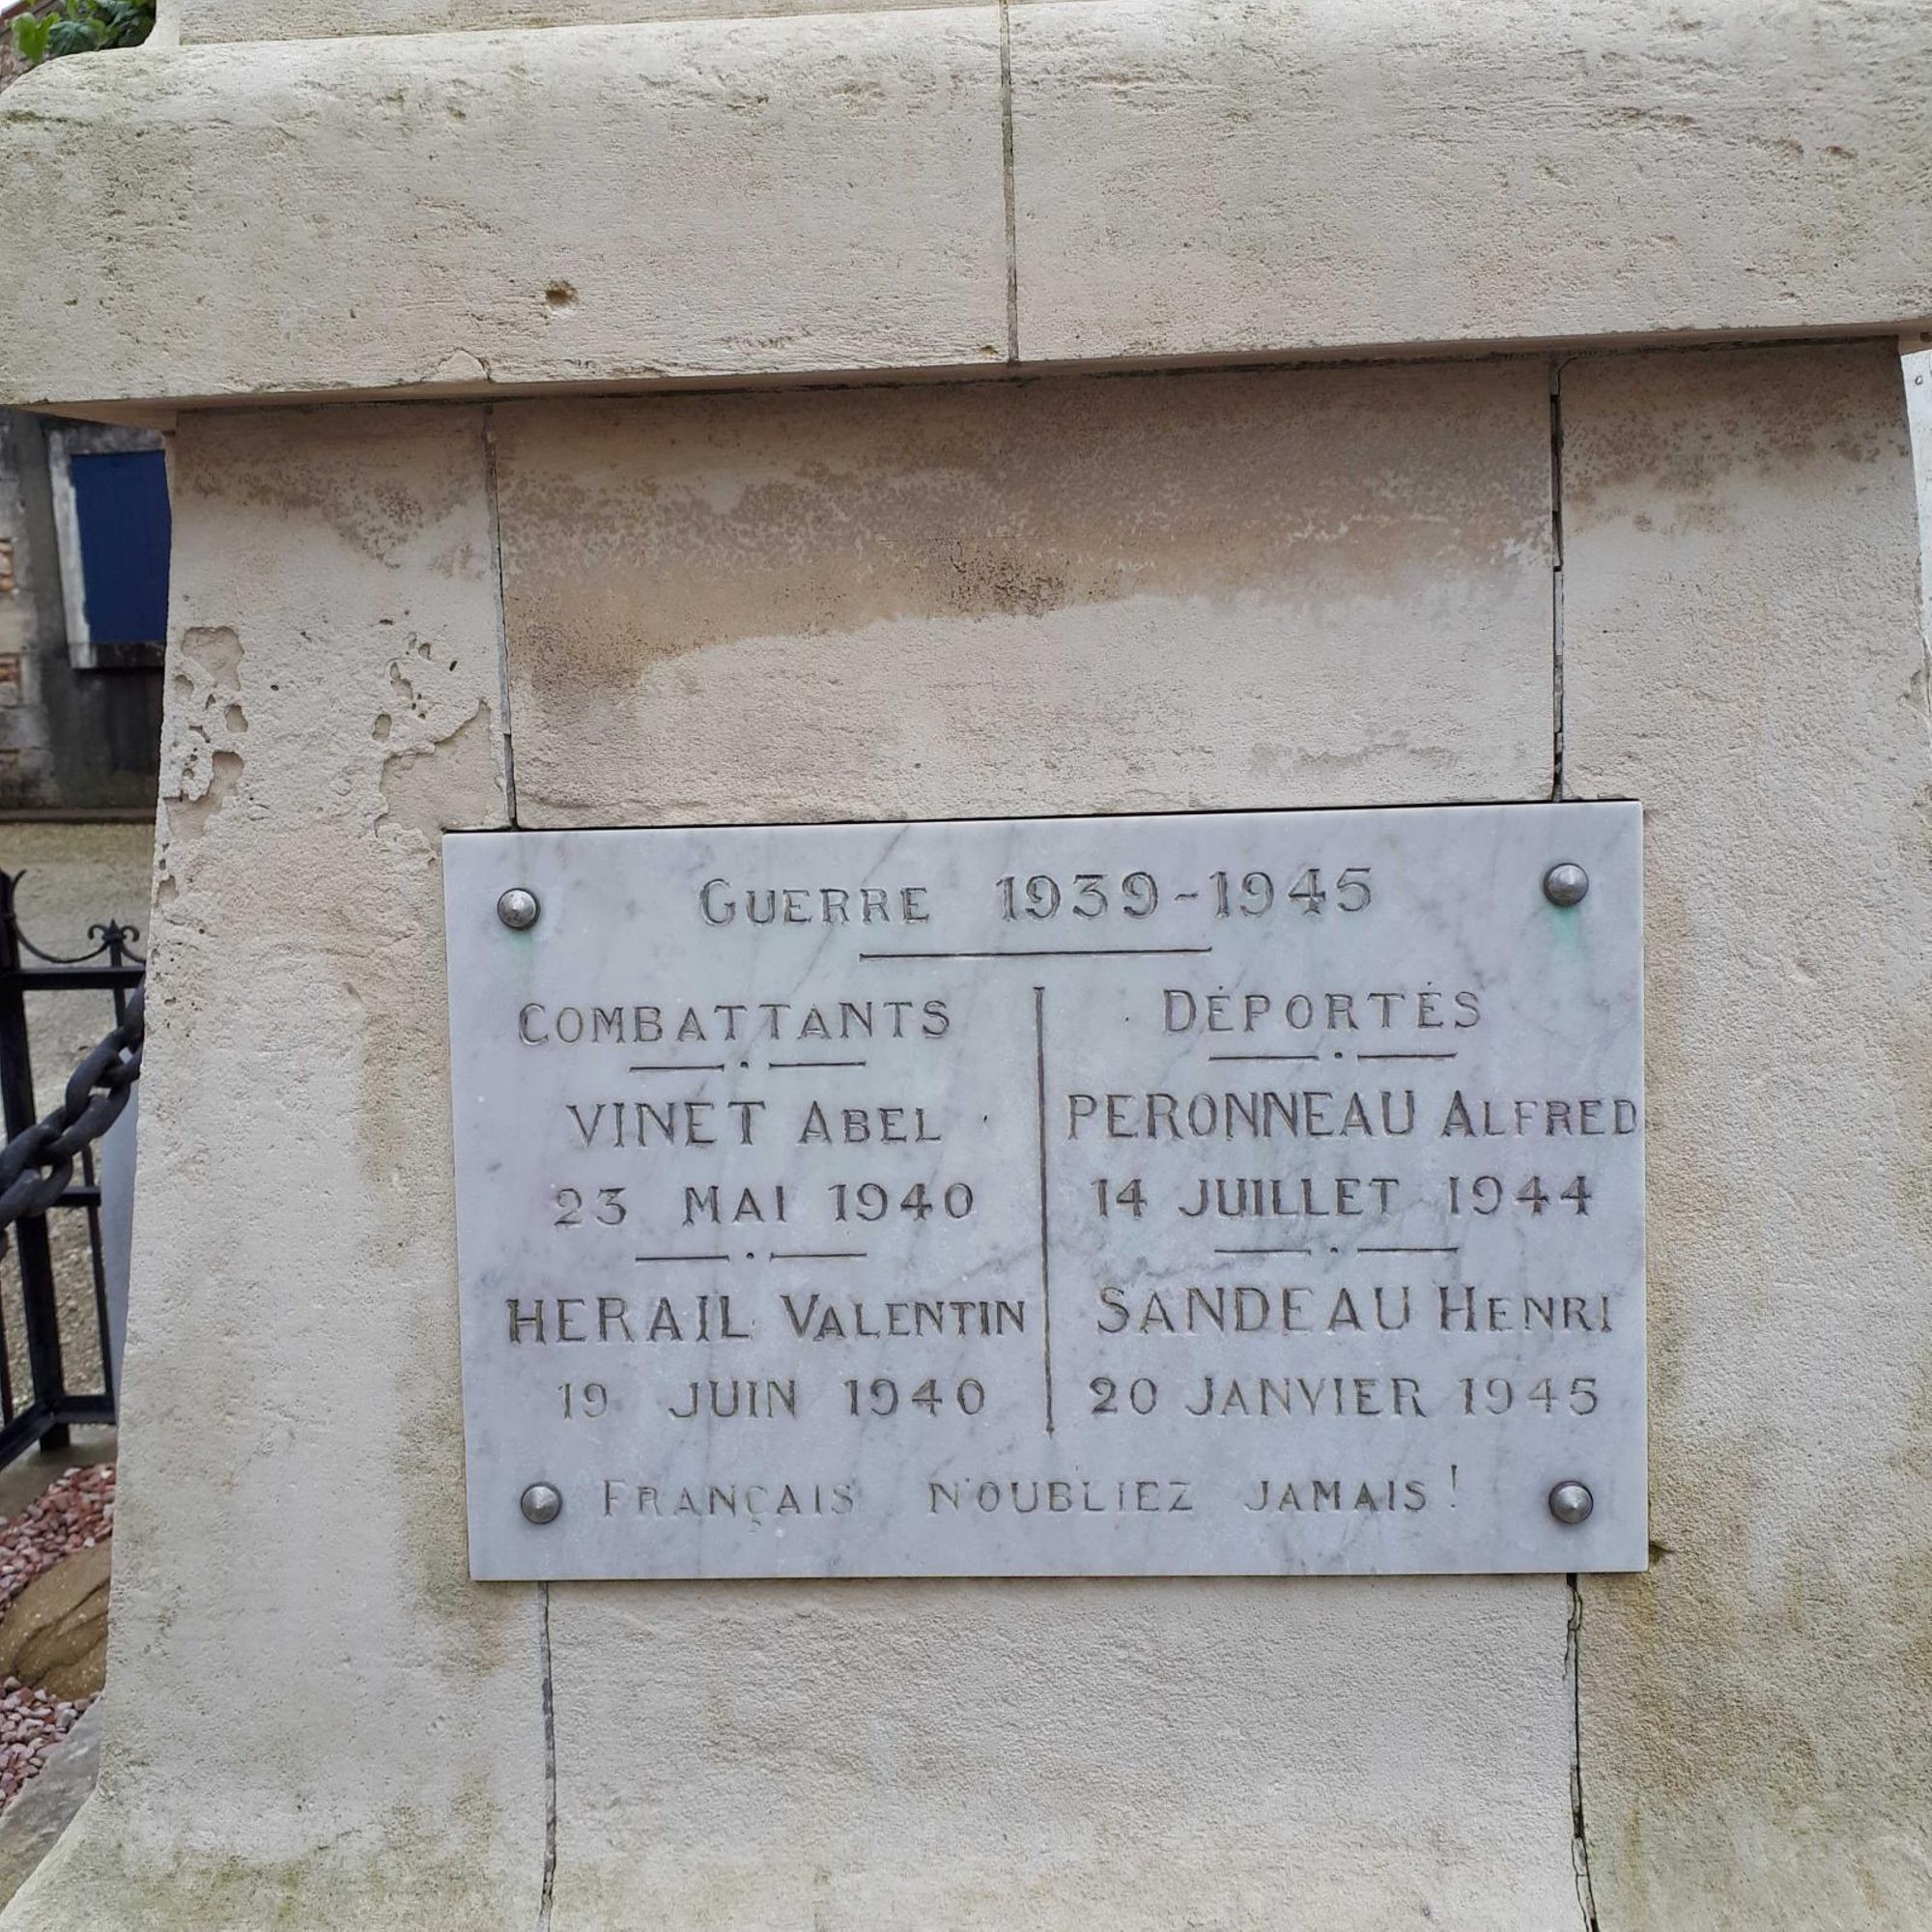 GUERRE 1939-1945
COMBATTANTS
VINET ABEL
23 MAI 1940
HERAIL VALENTIN
19 JUIN 1940
DÉPORTÉS
PERONNEAU ALFRED
14 JUILLET 1944
SANDEAU HENRI
20 JANVIER 1945
FRANÇAIS N'OUBLIEZ JAMAIS !